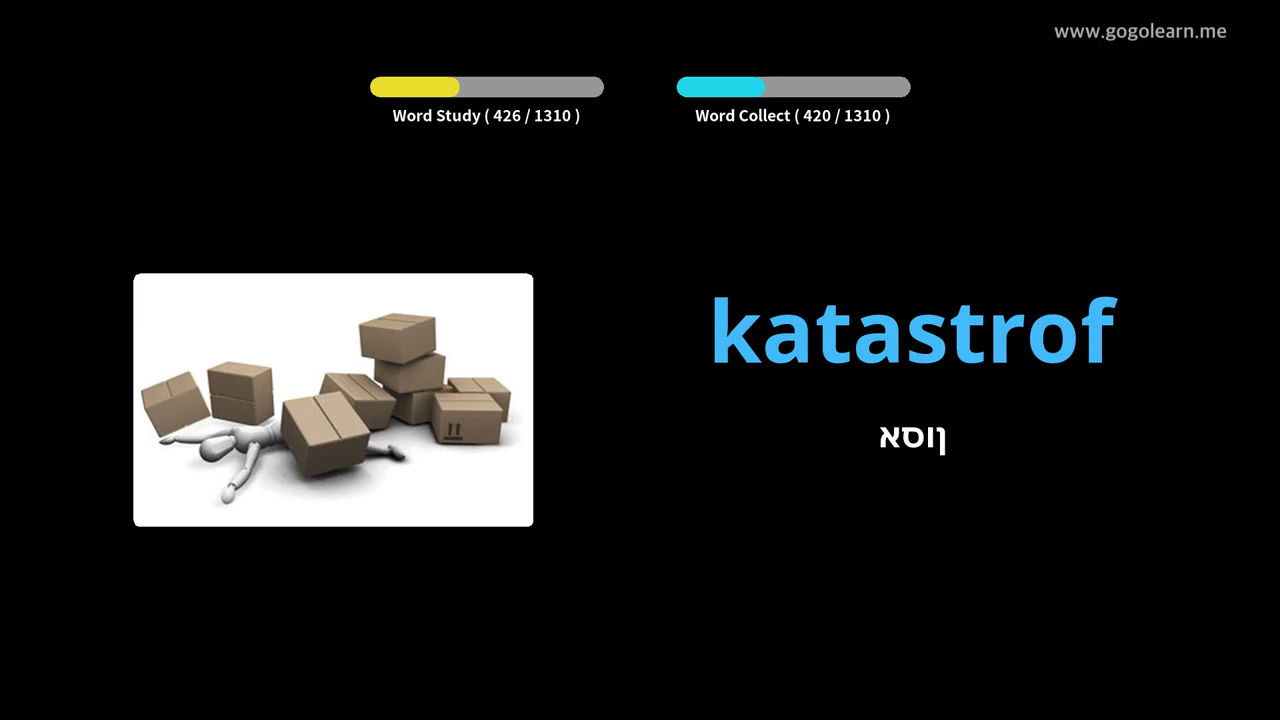 www.gogolearn.me
Word Study ( 426 / 1310 )
Word Collect ( 420 / 1310 )
katastrof
אסון